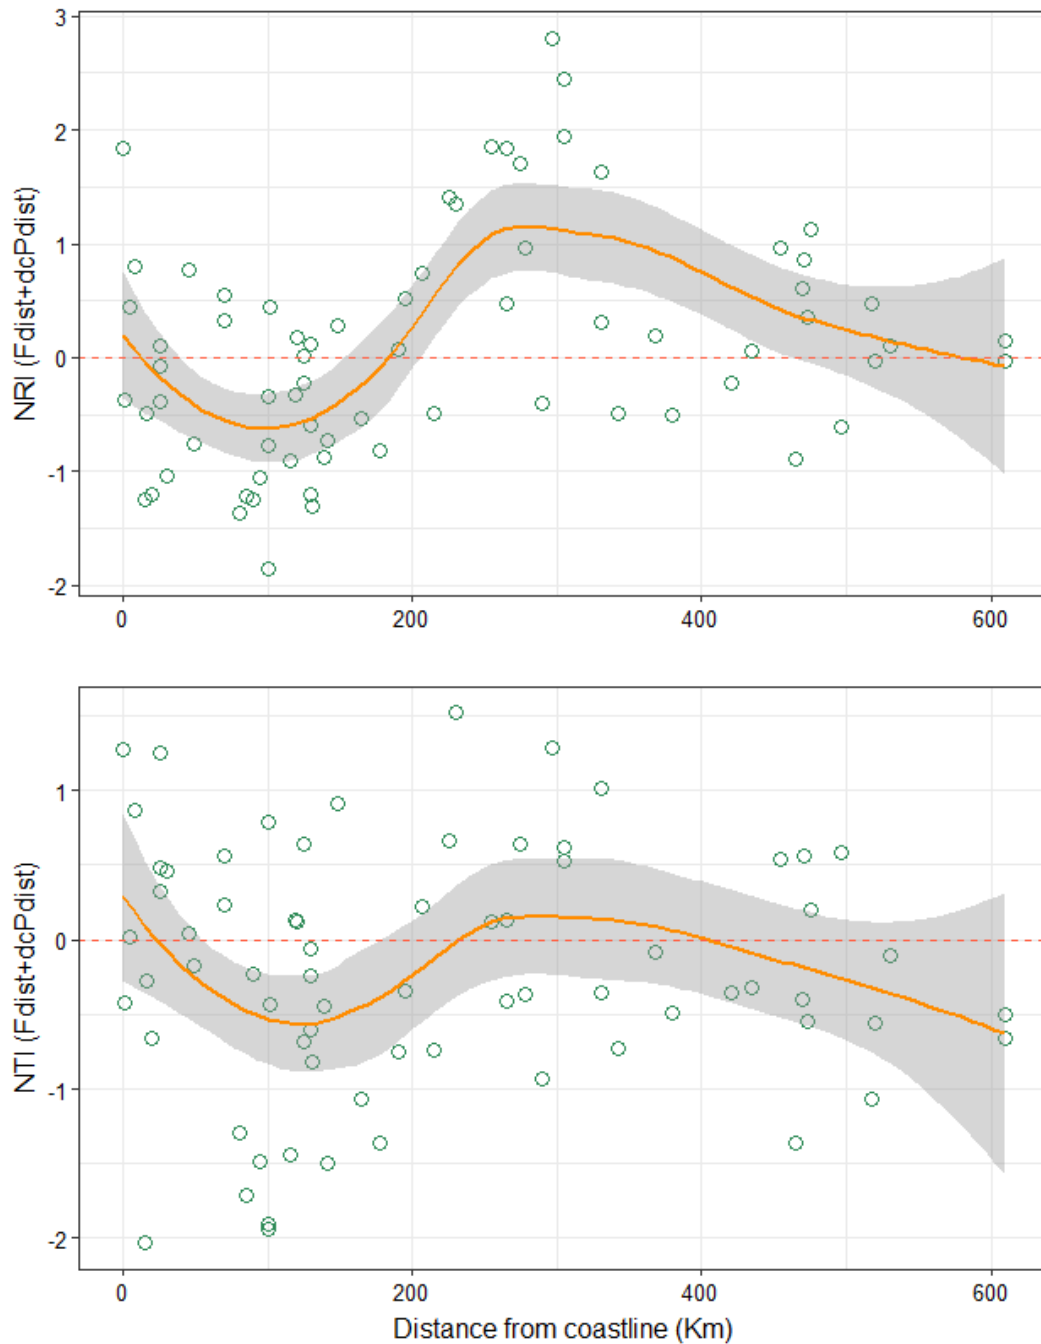 3
2
1
0
-1
-2
NRI (Fdist+dcPdist)
0 200 400 600
1
0
-1
-2
NTI (Fdist+dcPdist)
0 200 400 600
Distance from coastline (Km)